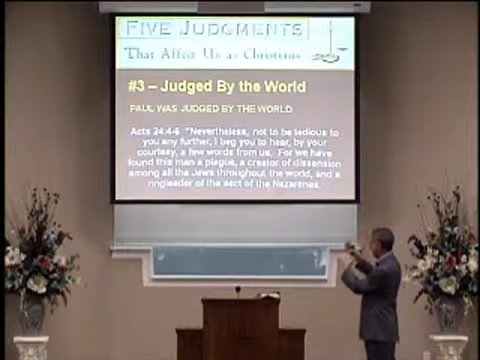 FIVE JUDGMENTS
That Affect Us as Christians
#3 – Judged By the World
PAUL WAS JUDGED BY THE WORLD
Acts 24:4-6 "Nevertheless, not to be tedious to
you any further, I beg you to hear, by your
courtesy, a few words from us. For we have
found this man a plague, a creator of dissension
among all the Jews throughout the world, and a
ringleader of the sect of the Nazarenes.